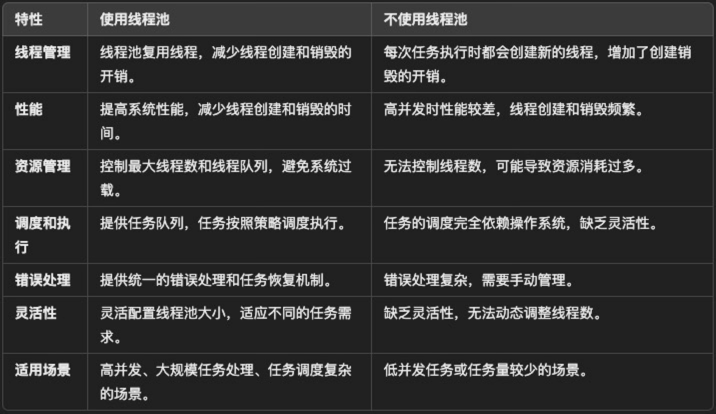 特性 使用线程池 不使用线程池
线程管理 线程池复用线程，减少线程创建和销毁的 每次任务执行时都会创建新的线程，增加了创建销
开销。 毁的开销。
性能 提高系统性能，减少线程创建和销毁的时 高并发时性能较差，线程创建和销毁频繁。
间。
资源管理 控制最大线程数和线程队列，避免系统过 无法控制线程数，可能导致资源消耗过多。
载。
调度和执 提供任务队列，任务按照策略调度执行。 任务的调度完全依赖操作系统，缺乏灵活性。
行
错误处理 提供统一的错误处理和任务恢复机制。 错误处理复杂，需要手动管理。
灵活性 灵活配置线程池大小，适应不同的任务需 缺乏灵活性，无法动态调整线程数。
求。
适用场景 高并发、大规模任务处理、任务调度复杂 低并发任务或任务量较少的场景。
的场景。